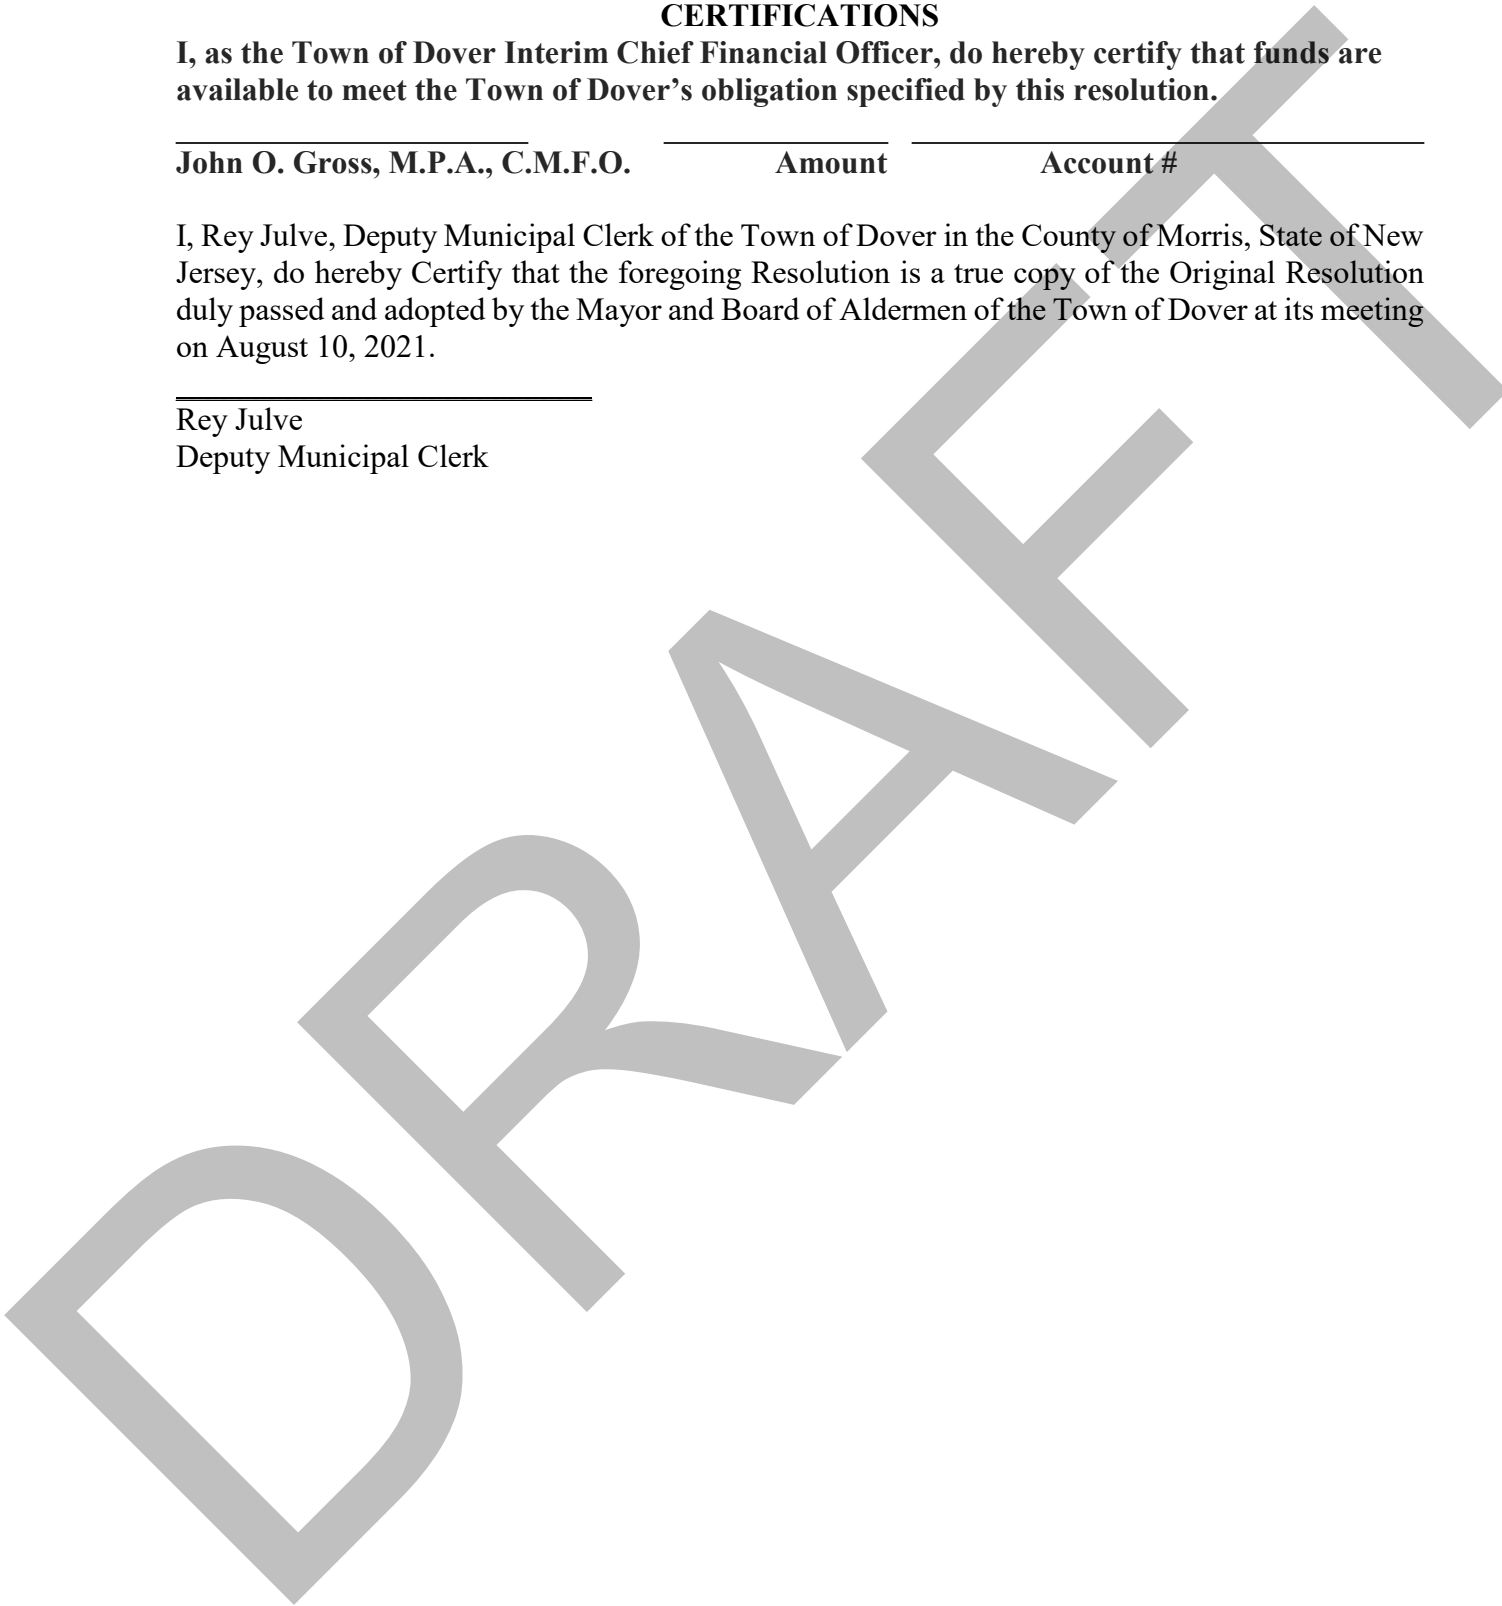 CERTIFICATIONS
I, as the Town of Dover Interim Chief Financial Officer, do hereby certify that funds are
available to meet the Town of Dover’s obligation specified by this resolution.
John O. Gross, M.P.A., C.M.F.O. Amount Account #
I, Rey Julve, Deputy Municipal Clerk of the Town of Dover in the County of Morris, State of New
Jersey, do hereby Certify that the foregoing Resolution is a true copy of the Original Resolution
duly passed and adopted by the Mayor and Board of Aldermen of the Town of Dover at its meeting
on August 10, 2021.
Rey Julve
Deputy Municipal Clerk
DRAFT